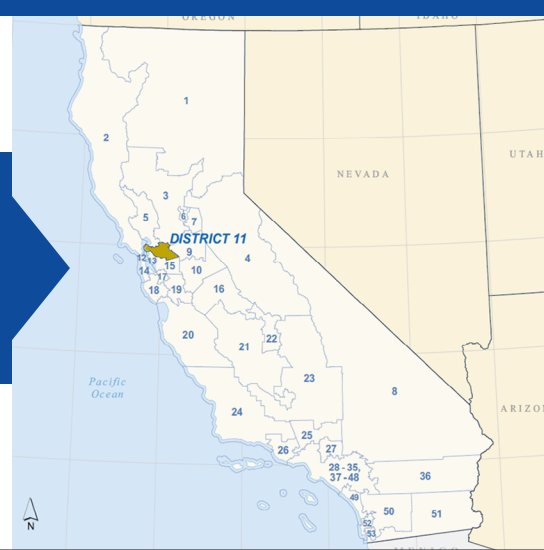 OREGON
IDAHO
1
2
UTAH
NEVADA
3
5
6
7
DISTRICT 11
9
4
12
13
15
14
10
17
18
19
16
20
21
22
23
8
Pacific
Ocean
24
ARIZO
25
26
27
28 - 35,
37 - 48
36
49
50
51
52
53
N
MEXICO